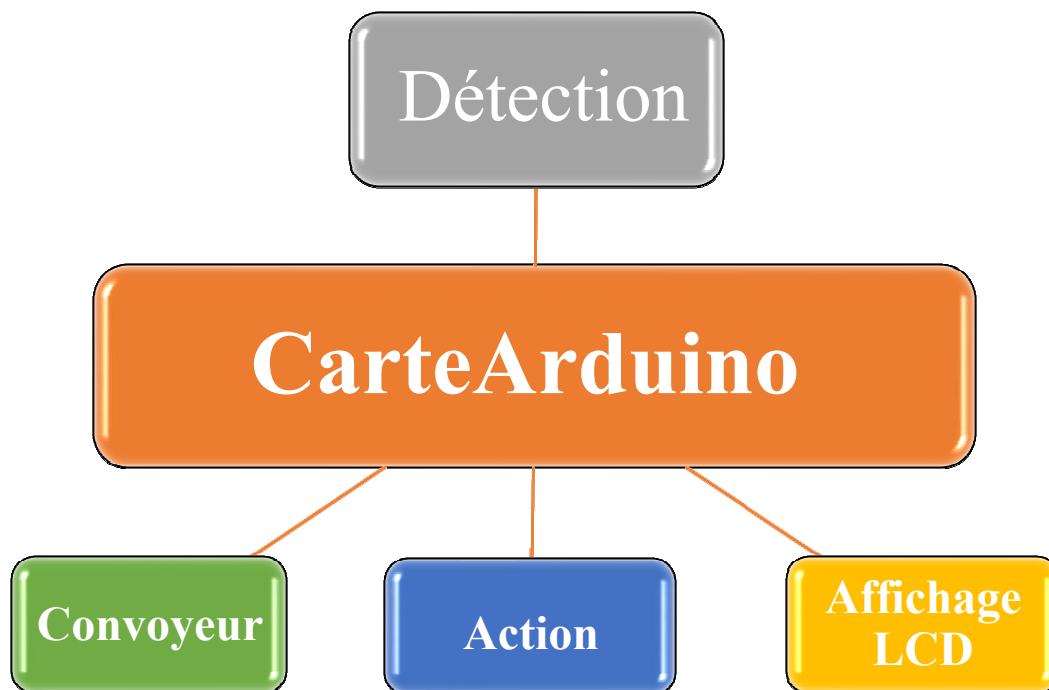 Détection
CarteArduino
Convoyeur
Action
Affichage
LCD